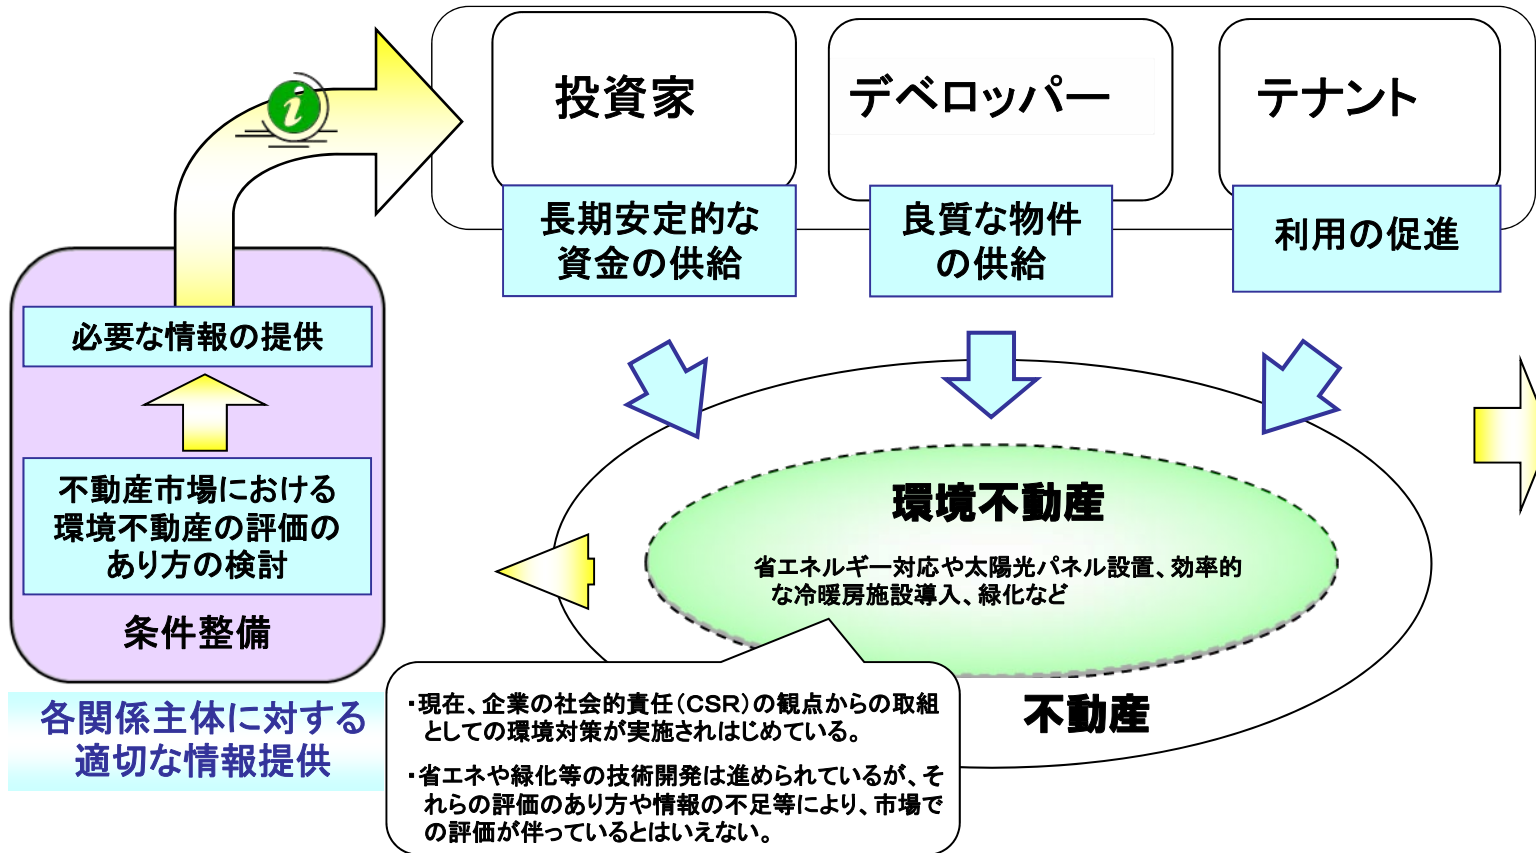 投資家
デベロッパー
テナント
長期安定的な
資金の供給
良質な物件
の供給
利用の促進
i
必要な情報の提供
不動産市場における
環境不動産の評価の
あり方の検討
条件整備
各関係主体に対する
適切な情報提供
環境不動産
省エネルギー対応や太陽光パネル設置、効率的
な冷暖房施設導入、緑化など
不動産
・現在、企業の社会的責任（CSR）の観点からの取組
としての環境対策が実施されはじめている。
・省エネや緑化等の技術開発は進められているが、そ
れらの評価のあり方や情報の不足等により、市場で
の評価が伴っているとはいえない。